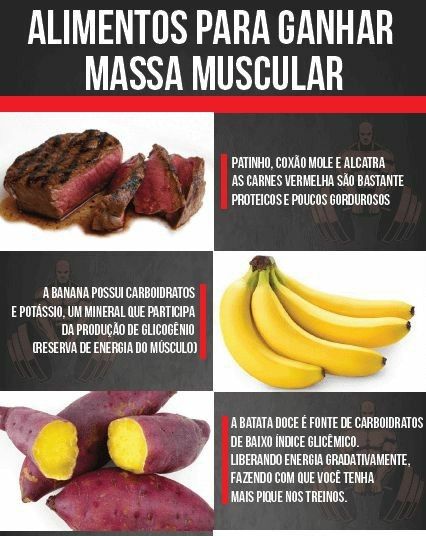 ALIMENTOS PARA GANHAR
MASSA MUSCULAR
PATINHO, COXÃO MOLE E ALCATRA
AS CARNES VERMELHA SÃO BASTANTE
PROTEICOS E POUCOS GORDUROSOS
A BANANA POSSUI CARBOIDRATOS
E POTÁSSIO, UM MINERAL QUE PARTICIPA
DA PRODUÇÃO DE GLICOGÊNIO
(RESERVA DE ENERGIA DO MÚSCULO)
A BATATA DOCE É FONTE DE CARBOIDRATOS
DE BAIXO ÍNDICE GLICÊMICO.
LIBERANDO ENERGIA GRADATIVAMENTE,
FAZENDO COM QUE VOCÊ TENHA
MAIS PIQUE NOS TREINOS.